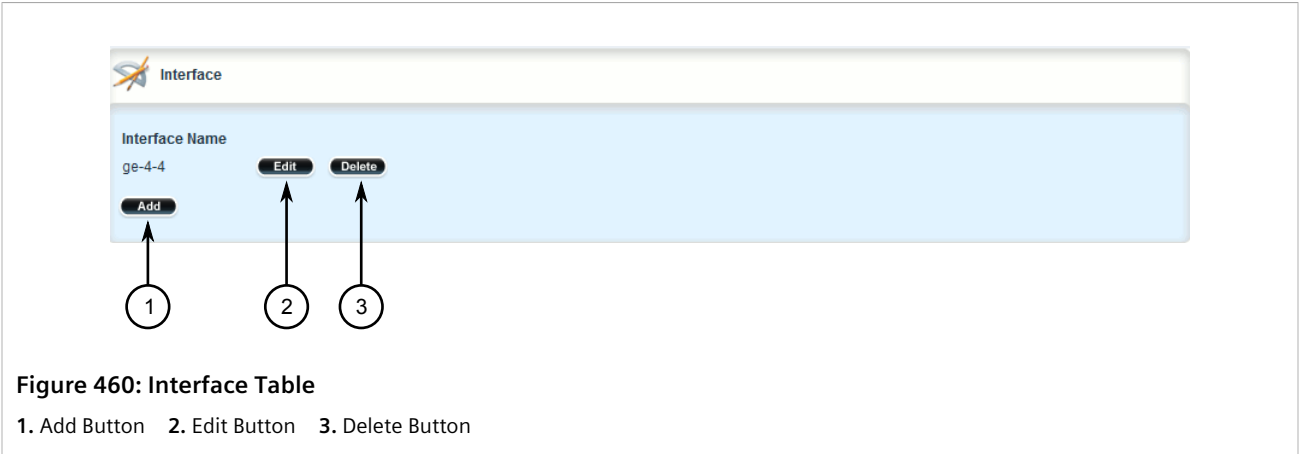 Interface
Interface Name
ge-4-4 Edit Delete
Add
1 2 3
Figure 460: Interface Table
1. Add Button 2. Edit Button 3. Delete Button